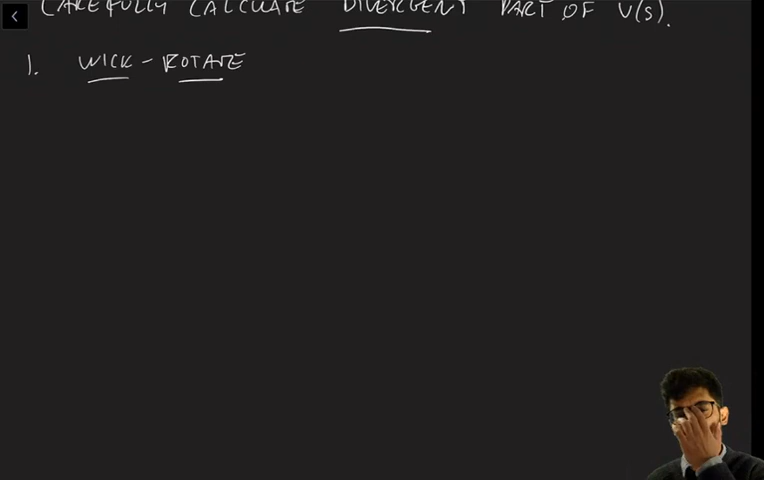 CAREFULLY CALCULATE DIVERGENT PART OF V(s).
1. WICK-ROTATE